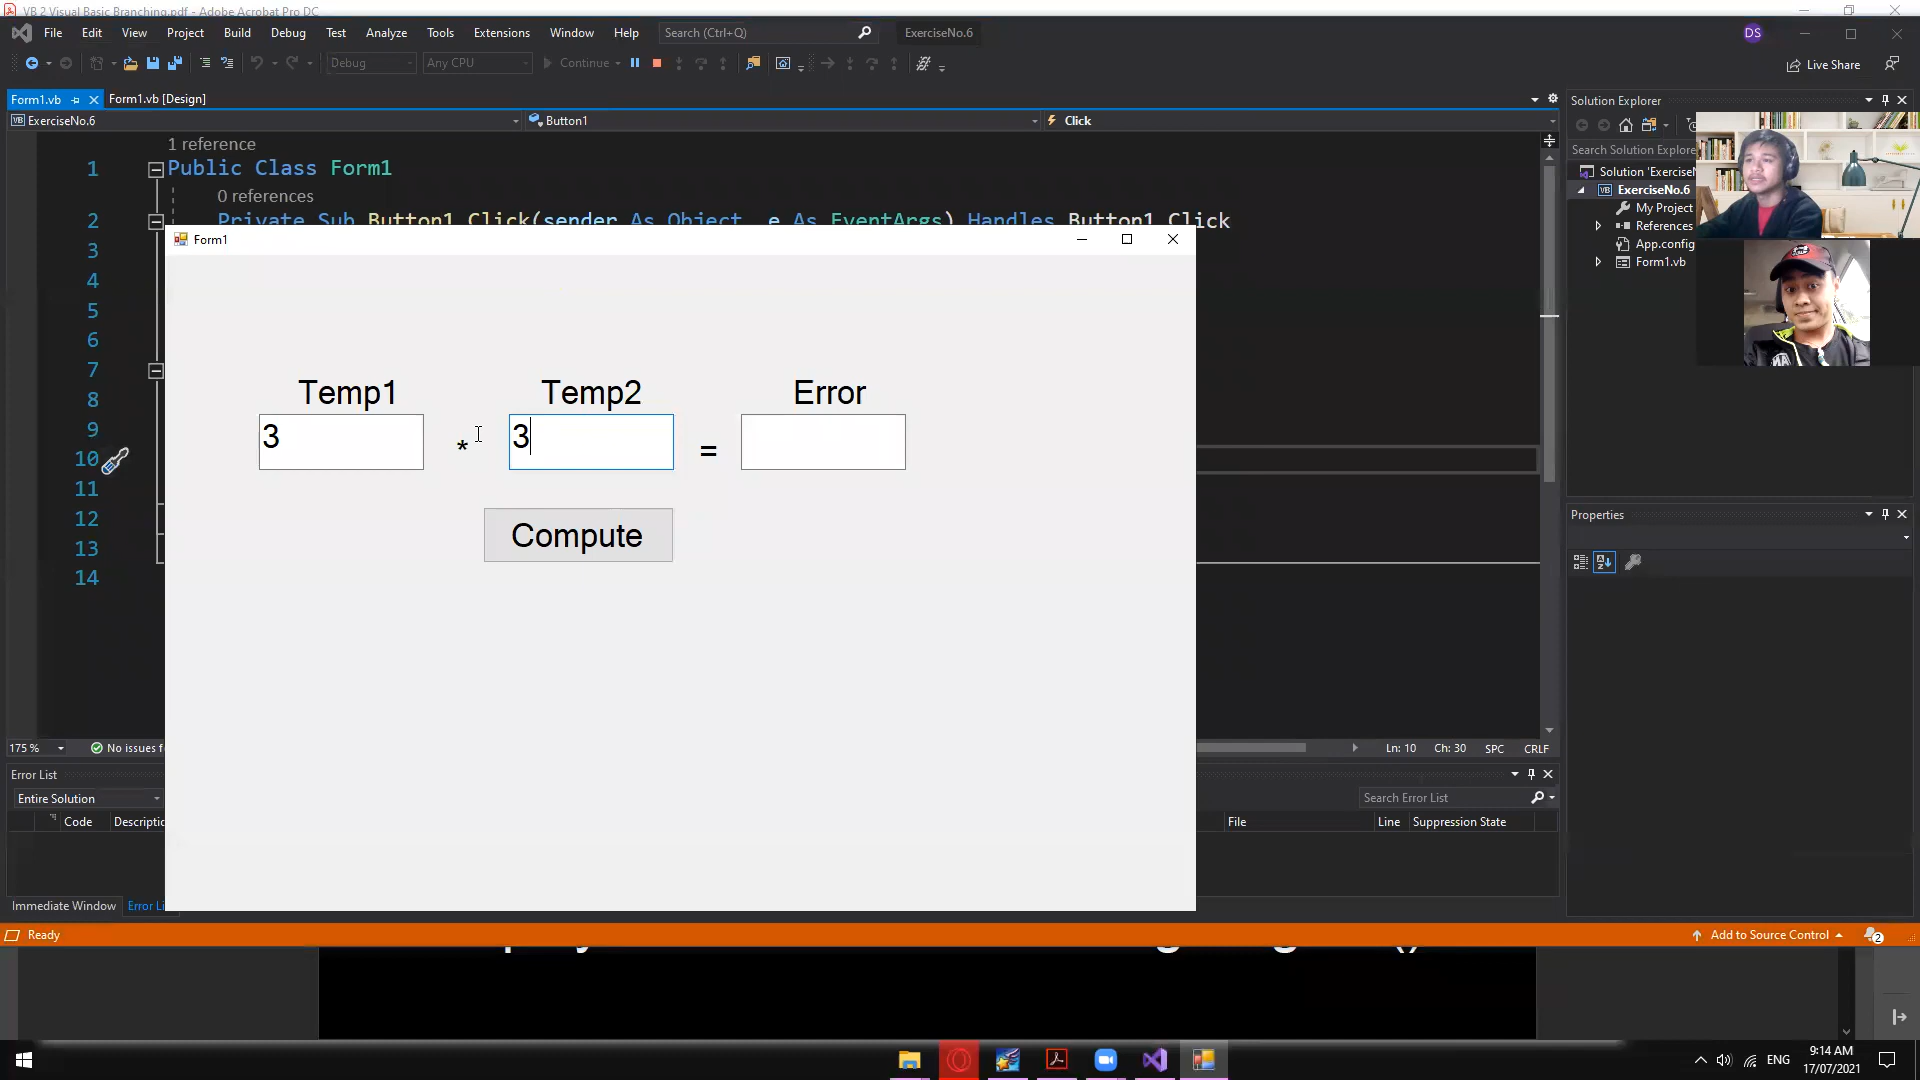 VB 2 Visual Basic Branching.pdf - Adobe Acrobat Pro DC
File Edit View Project Build Debug Test Analyze Tools Extensions Window Help Search (Ctrl+Q) ExerciseNo.6 DS
Debug Any CPU Continue Live Share
Form1.vb Form1.vb [Design]
ExerciseNo.6 Button1 Click
1 reference
1 Public Class Form1
0 references
2 Private Sub Button1_Click(sender As Object, e As EventArgs) Handles Button1.Click
3
4
5
6
7
8
9
10
11
12
13
14
Form1
Temp1 Temp2 Error
3 * 3 =
Compute
175 % No issues f Ln: 10 Ch: 30 SPC CRLF
Error List
Entire Solution Search Error List
Code Descriptio File Line Suppression State
Immediate Window Error Li
Solution Explorer
Search Solution Explore
Solution 'Exercise
VB ExerciseNo.6
My Project
References
App.config
Form1.vb
Properties
Ready Add to Source Control 2
ENG 9:14 AM
17/07/2021